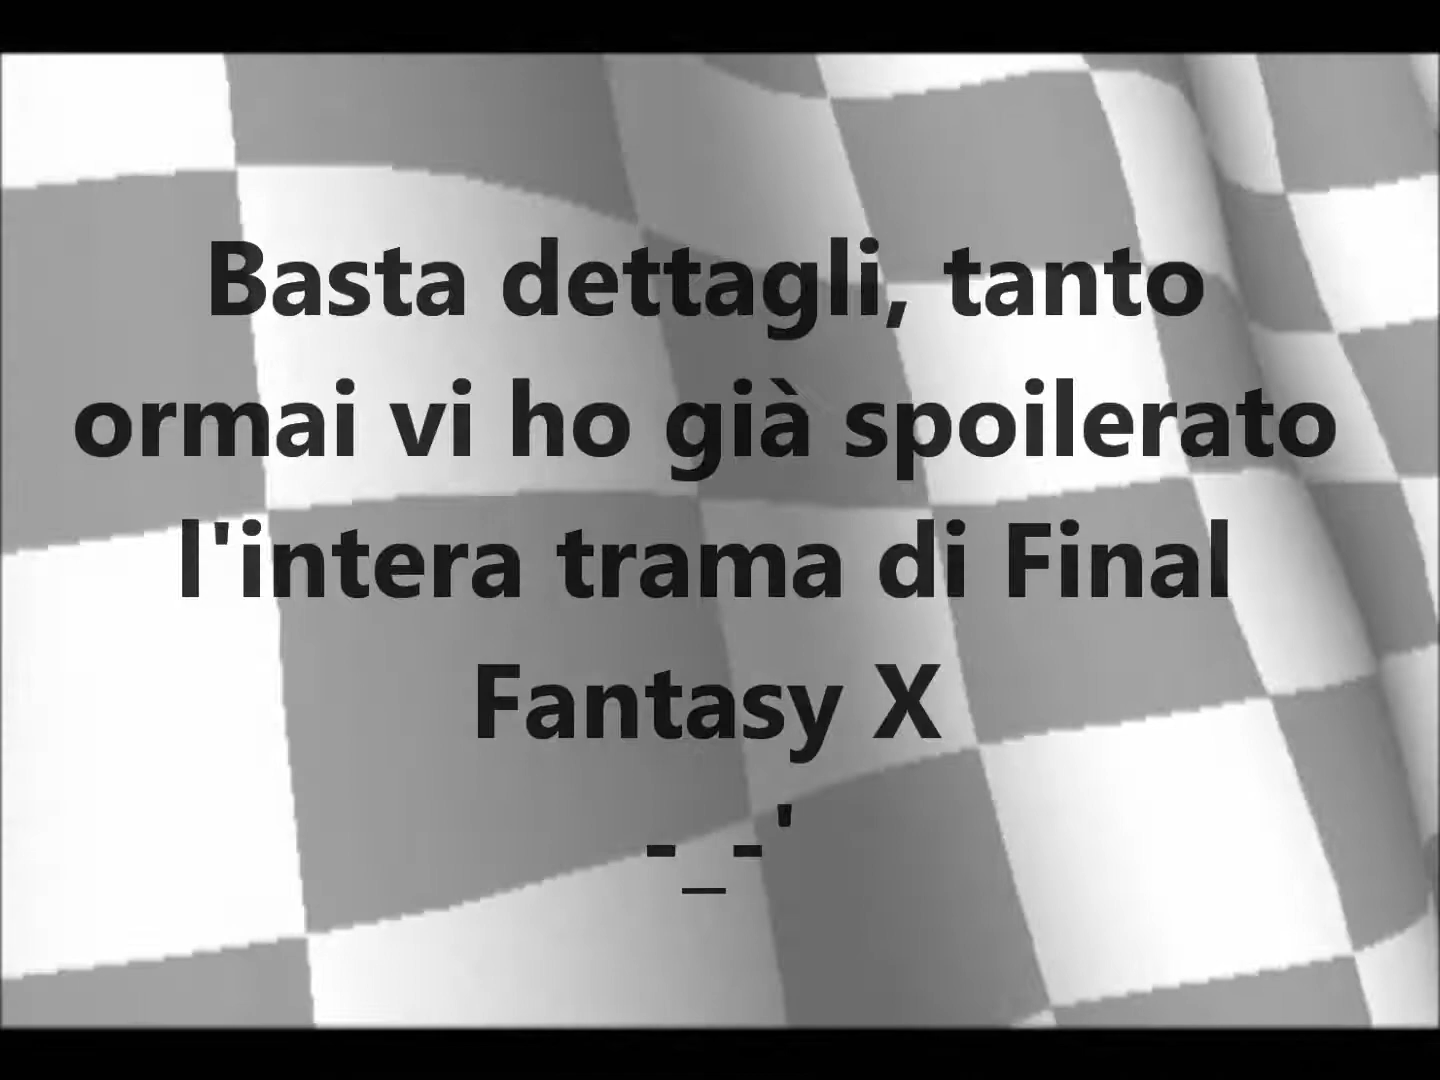 Basta dettagli, tanto
ormai vi ho già spoilerato
l'intera trama di Final
Fantasy X
-_-'